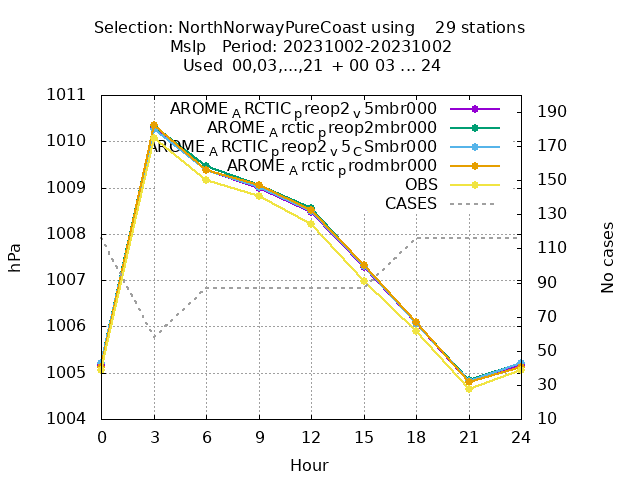 Selection: NorthNorwayPureCoast using 29 stations
Mslp Period: 20231002-20231002
Used 00,03,...,21 + 00 03 ... 24
AROME_ARCTIC_preop2_v5mbr000
AROME_Arctic_preop2mbr000
AROME_ARCTIC_preop2_v5_CSmbr000
AROME_Arctic_prodmbr000
OBS
CASES
1011
1010
1009
1008
1007
1006
1005
1004
hPa
190
170
150
130
110
90
70
50
30
10
No cases
0 3 6 9 12 15 18 21 24
Hour